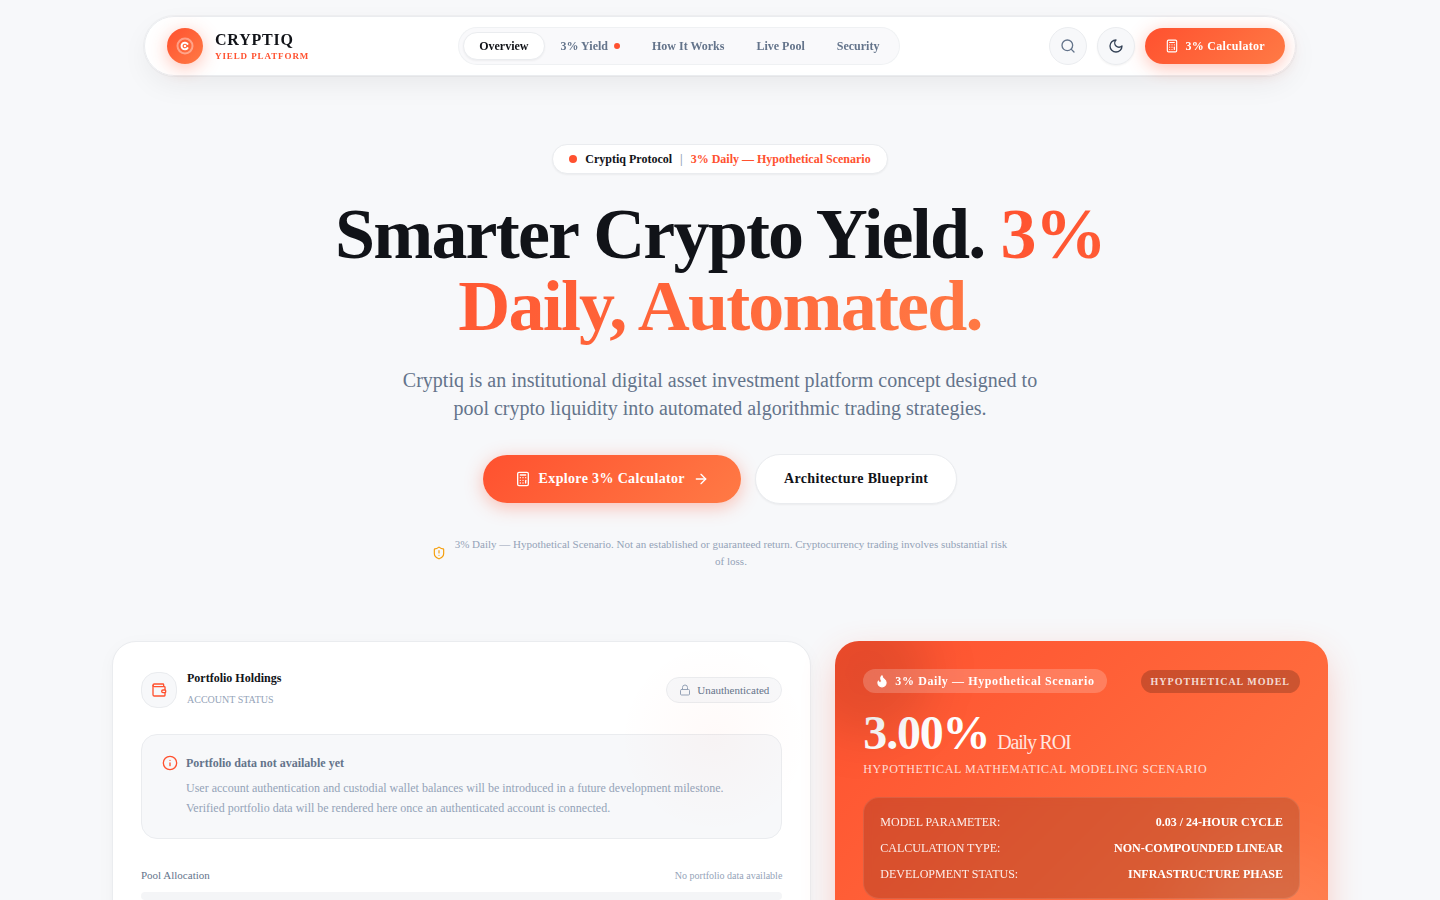 CRYPTIQ
YIELD PLATFORM
Overview
3% Yield
How It Works
Live Pool
Security
3% Calculator
Cryptiq Protocol | 3% Daily — Hypothetical Scenario
Smarter Crypto Yield. 3%
Daily, Automated.
Cryptiq is an institutional digital asset investment platform concept designed to
pool crypto liquidity into automated algorithmic trading strategies.
Explore 3% Calculator
Architecture Blueprint
3% Daily — Hypothetical Scenario. Not an established or guaranteed return. Cryptocurrency trading involves substantial risk
of loss.
Portfolio Holdings
ACCOUNT STATUS
Unauthenticated
Portfolio data not available yet
User account authentication and custodial wallet balances will be introduced in a future development milestone.
Verified portfolio data will be rendered here once an authenticated account is connected.
Pool Allocation
No portfolio data available
3% Daily — Hypothetical Scenario
HYPOTHETICAL MODEL
3.00% Daily ROI
HYPOTHETICAL MATHEMATICAL MODELING SCENARIO
MODEL PARAMETER: 0.03 / 24-HOUR CYCLE
CALCULATION TYPE: NON-COMPOUNDED LINEAR
DEVELOPMENT STATUS: INFRASTRUCTURE PHASE